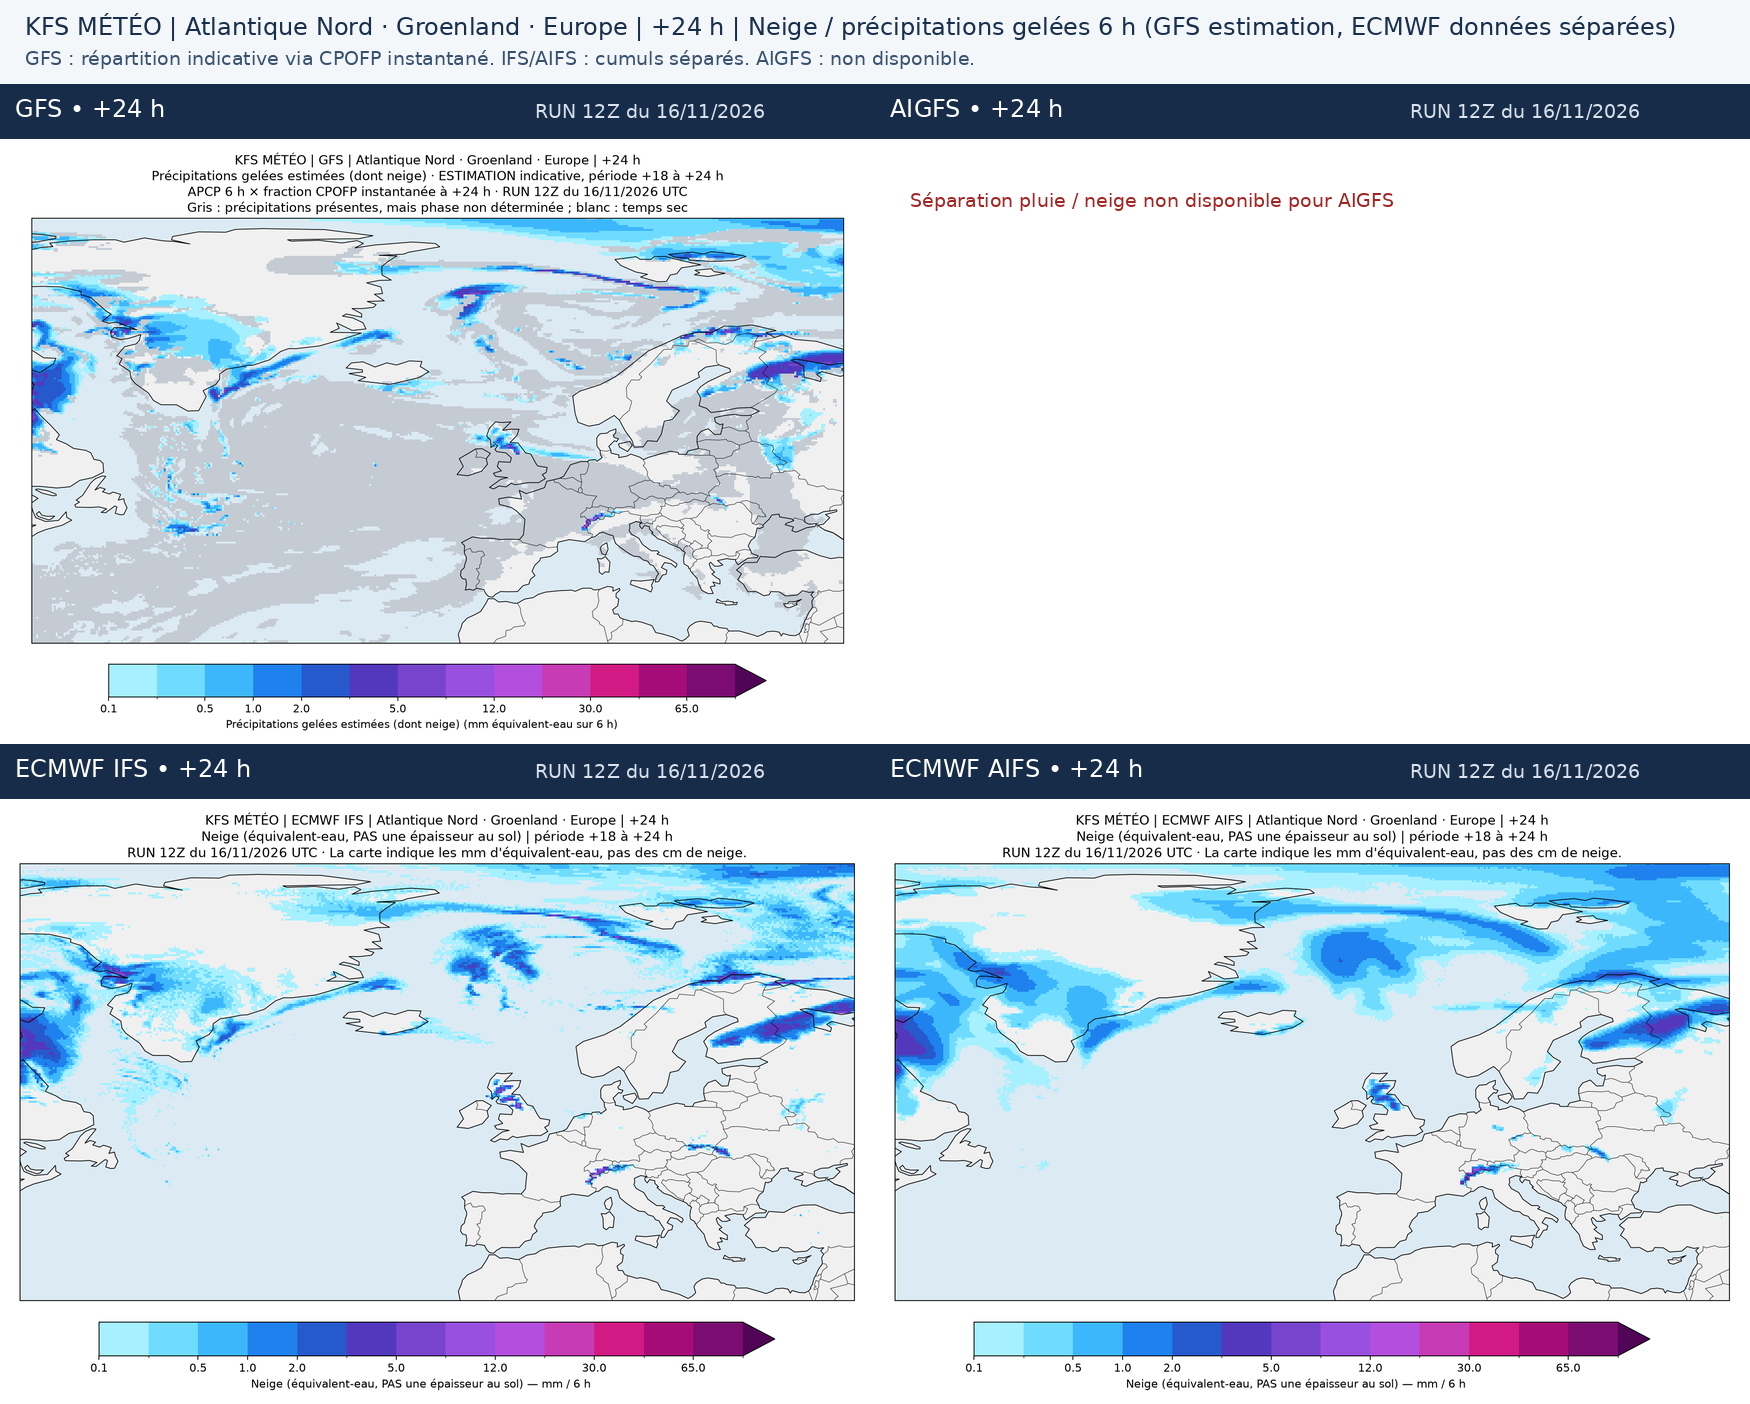 KFS MÉTÉO | Atlantique Nord · Groenland · Europe | +24 h | Neige / précipitations gelées 6 h (GFS estimation, ECMWF données séparées)
GFS : répartition indicative via CPOFP instantané. IFS/AIFS : cumuls séparés. AIGFS : non disponible.
GFS • +24 h
RUN 12Z du 16/11/2026
AIGFS • +24 h
RUN 12Z du 16/11/2026
KFS MÉTÉO | GFS | Atlantique Nord · Groenland · Europe | +24 h
Précipitations gelées estimées (dont neige) · ESTIMATION indicative, période +18 à +24 h
APCP 6 h × fraction CPOFP instantanée à +24 h · RUN 12Z du 16/11/2026 UTC
Gris : précipitations présentes, mais phase non déterminée ; blanc : temps sec
Séparation pluie / neige non disponible pour AIGFS
0.1 0.5 1.0 2.0 5.0 12.0 30.0 65.0
Précipitations gelées estimées (dont neige) (mm équivalent-eau sur 6 h)
ECMWF IFS • +24 h
RUN 12Z du 16/11/2026
ECMWF AIFS • +24 h
RUN 12Z du 16/11/2026
KFS MÉTÉO | ECMWF IFS | Atlantique Nord · Groenland · Europe | +24 h
Neige (équivalent-eau, PAS une épaisseur au sol) | période +18 à +24 h
RUN 12Z du 16/11/2026 UTC · La carte indique les mm d'équivalent-eau, pas des cm de neige.
KFS MÉTÉO | ECMWF AIFS | Atlantique Nord · Groenland · Europe | +24 h
Neige (équivalent-eau, PAS une épaisseur au sol) | période +18 à +24 h
RUN 12Z du 16/11/2026 UTC · La carte indique les mm d'équivalent-eau, pas des cm de neige.
0.1 0.5 1.0 2.0 5.0 12.0 30.0 65.0
Neige (équivalent-eau, PAS une épaisseur au sol) — mm / 6 h
0.1 0.5 1.0 2.0 5.0 12.0 30.0 65.0
Neige (équivalent-eau, PAS une épaisseur au sol) — mm / 6 h